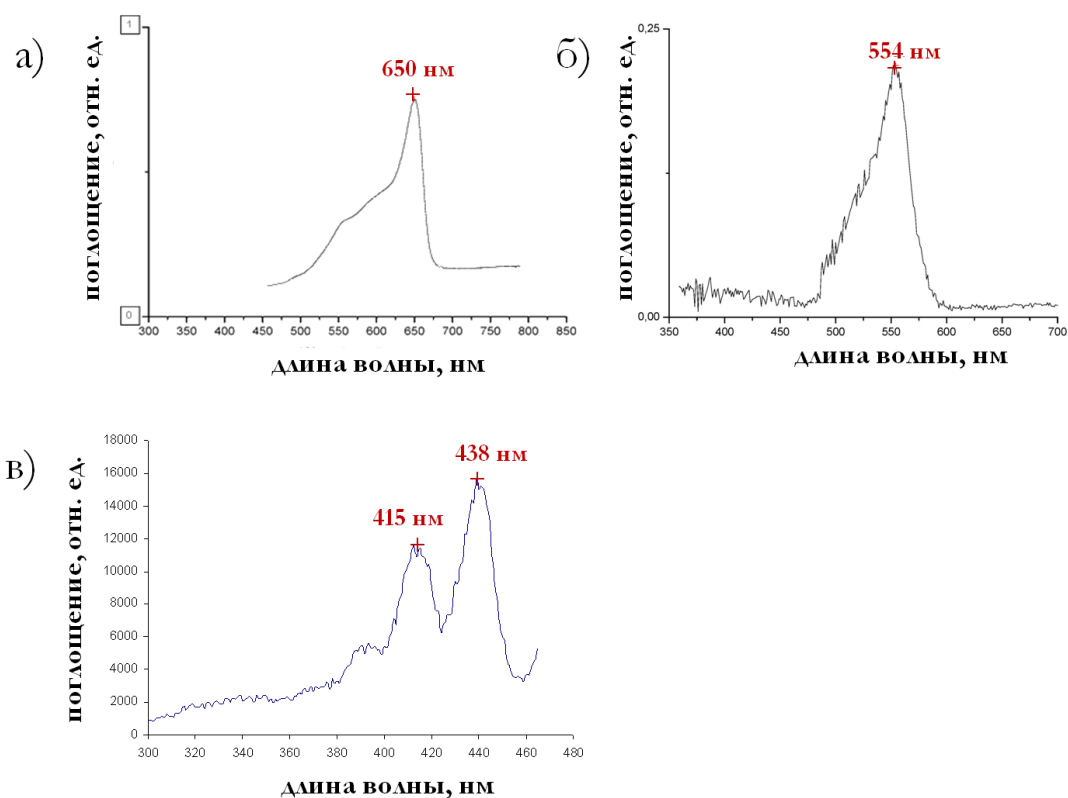 а)
поглощение, отн. ед.
1
0
650 нм
300 350 400 450 500 550 600 650 700 750 800 850
длина волны, нм
б)
поглощение, отн. ед.
0,25
0,00
554 нм
350 400 450 500 550 600 650 700
длина волны, нм
в)
поглощение, отн. ед.
18000
16000
14000
12000
10000
8000
6000
4000
2000
0
438 нм
415 нм
300 320 340 360 380 400 420 440 460 480
длина волны, нм